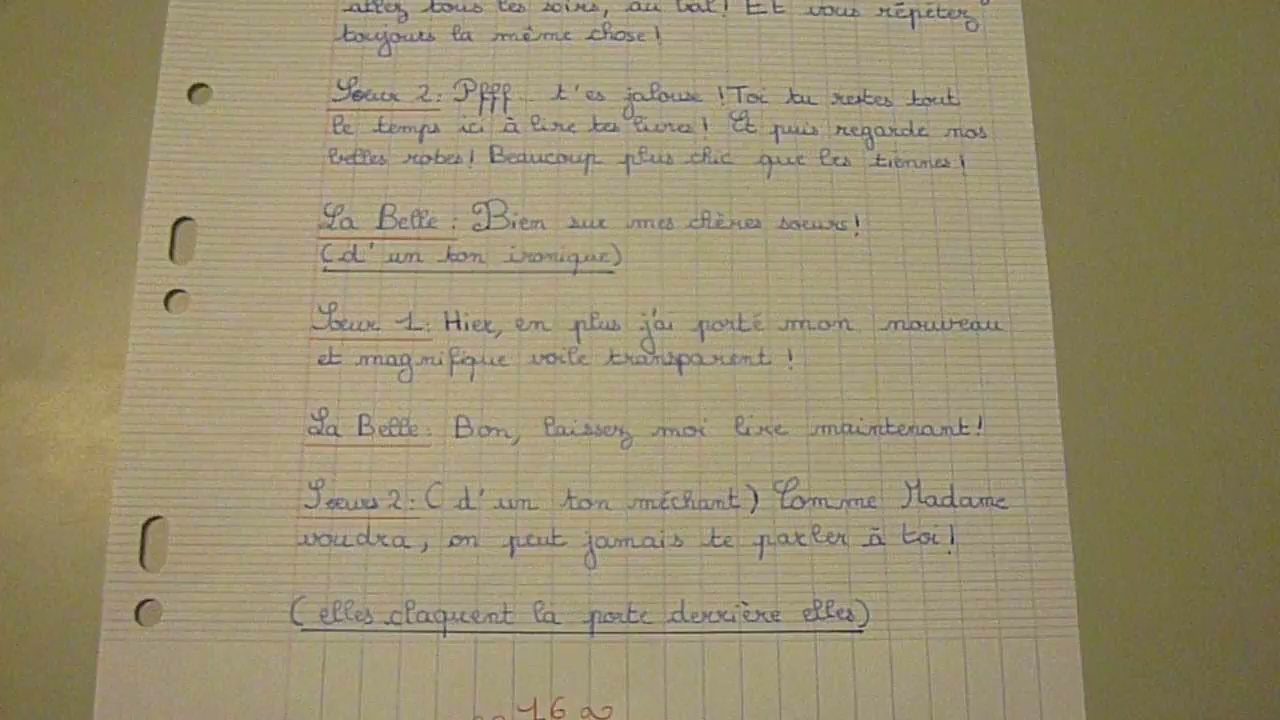 allez tous les soirs, au bal! Et vous répétez
toujours la même chose!
Soeur 2: Pfff... t'es jalouse! Toi tu restes tout
le temps ici à lire tes livres! Et puis regarde nos
belles robes! Beaucoup plus chic que les tiennes!
La Belle: Bien sur mes chères soeurs!
(d'un ton ironique)
Soeur 1: Hier, en plus j'ai porté mon nouveau
et magnifique voile transparent!
La Belle: Bon, laissez moi lire maintenant!
Soeur 2: (d'un ton méchant) Comme Madame
voudra, on peut jamais te parler à toi!
(elles claquent la porte derrière elles)
16